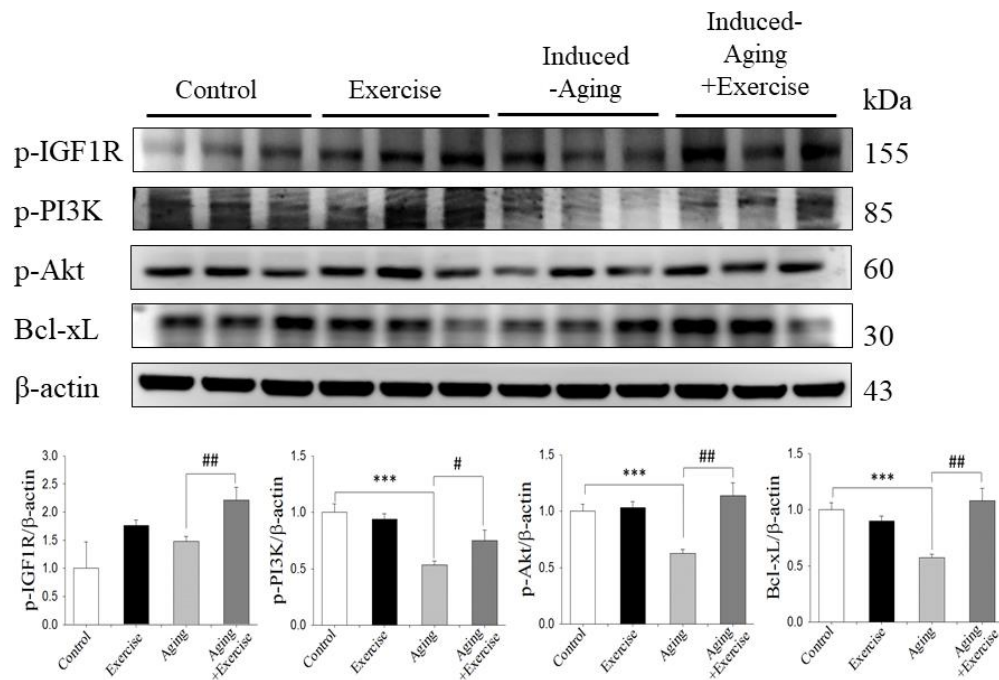 Control
Exercise
Induced
-Aging
Induced-
Aging
+Exercise
kDa
p-IGF1R
155
p-PI3K
85
p-Akt
60
Bcl-xL
30
β-actin
43
p-IGF1R/β-actin
3.0
2.5
2.0
1.5
1.0
0.5
0.0
##
Control
Exercise
Aging
Aging
+Exercise
p-PI3K/β-actin
1.5
1.0
0.5
0.0
***
#
Control
Exercise
Aging
Aging
+Exercise
p-Akt/β-actin
1.5
1.0
0.5
0.0
***
##
Control
Exercise
Aging
Aging
+Exercise
Bcl-xL/β-actin
1.5
1.0
0.5
0.0
***
##
Control
Exercise
Aging
Aging
+Exercise